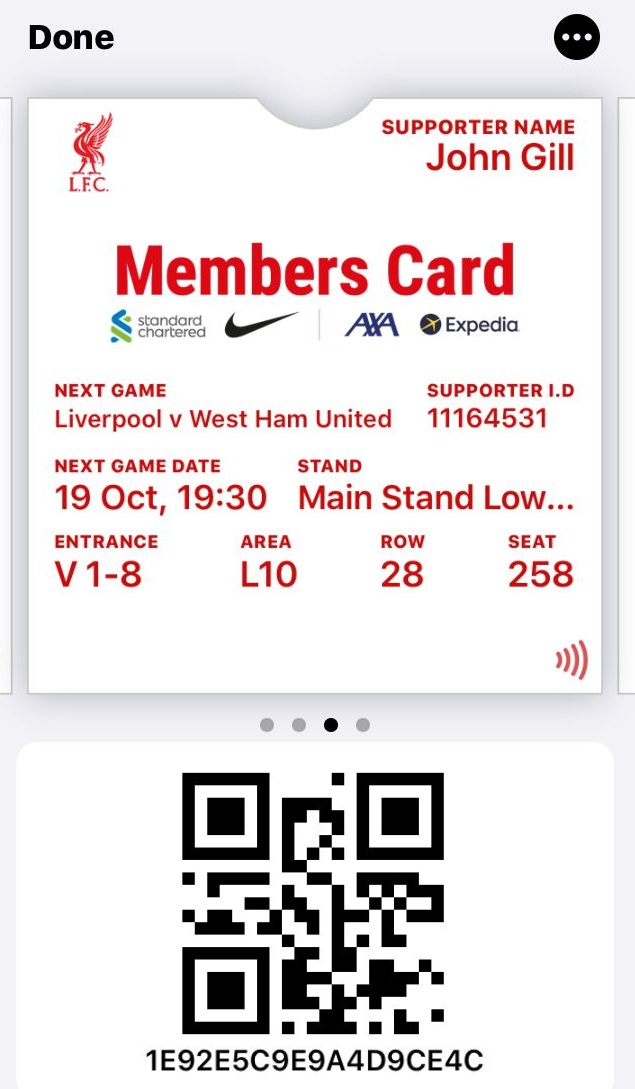 Done
L.F.C.
SUPPORTER NAME
John Gill
Members Card
standard chartered AXA Expedia
NEXT GAME SUPPORTER I.D
Liverpool v West Ham United 11164531
NEXT GAME DATE STAND
19 Oct, 19:30 Main Stand Low...
ENTRANCE AREA ROW SEAT
V 1-8 L10 28 258
1E92E5C9E9A4D9CE4C